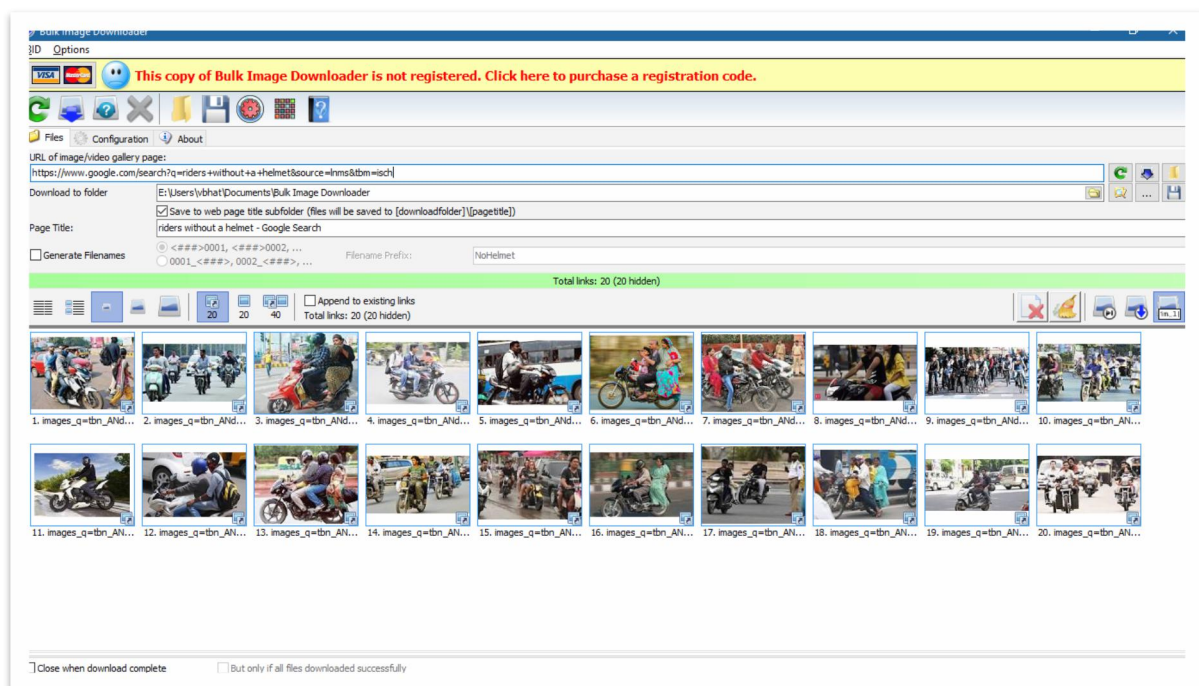 Bulk Image Downloader
BID Options
VISA This copy of Bulk Image Downloader is not registered. Click here to purchase a registration code.
Files Configuration About
URL of image/video gallery page:
https://www.google.com/search?q=riders+without+a+helmet&source=lnms&tbm=isch
Download to folder E:\Users\vbhat\Documents\Bulk Image Downloader ...
Save to web page title subfolder (files will be saved to [downloadfolder]\[pagetitle])
Page Title: riders without a helmet - Google Search
Generate Filenames <###>0001, <###>0002, ... Filename Prefix: NoHelmet
0001_<###>, 0002_<###>, ...
Total links: 20 (20 hidden)
Append to existing links
20 20 40 Total links: 20 (20 hidden)
1. images_q=tbn_ANd... 2. images_q=tbn_ANd... 3. images_q=tbn_ANd... 4. images_q=tbn_ANd... 5. images_q=tbn_ANd... 6. images_q=tbn_ANd... 7. images_q=tbn_ANd... 8. images_q=tbn_ANd... 9. images_q=tbn_ANd... 10. images_q=tbn_AN...
11. images_q=tbn_AN... 12. images_q=tbn_AN... 13. images_q=tbn_AN... 14. images_q=tbn_AN... 15. images_q=tbn_AN... 16. images_q=tbn_AN... 17. images_q=tbn_AN... 18. images_q=tbn_AN... 19. images_q=tbn_AN... 20. images_q=tbn_AN...
Close when download complete But only if all files downloaded successfully